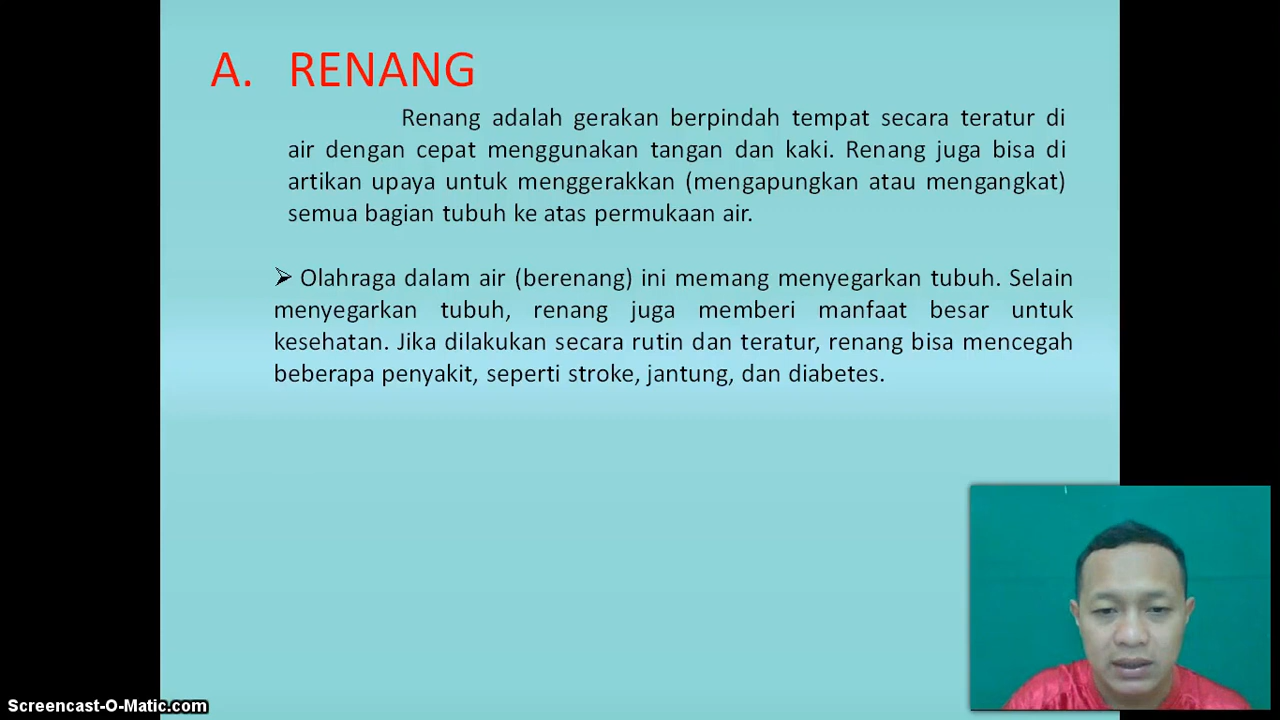 A. RENANG
Renang adalah gerakan berpindah tempat secara teratur di
air dengan cepat menggunakan tangan dan kaki. Renang juga bisa di
artikan upaya untuk menggerakkan (mengapungkan atau mengangkat)
semua bagian tubuh ke atas permukaan air.
➢ Olahraga dalam air (berenang) ini memang menyegarkan tubuh. Selain
menyegarkan tubuh, renang juga memberi manfaat besar untuk
kesehatan. Jika dilakukan secara rutin dan teratur, renang bisa mencegah
beberapa penyakit, seperti stroke, jantung, dan diabetes.
Screencast-O-Matic.com